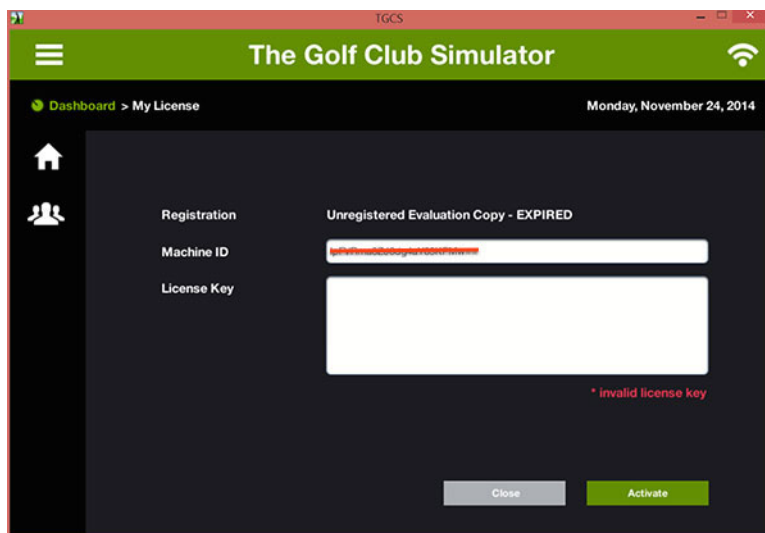 TGCS
The Golf Club Simulator
Dashboard > My License
Monday, November 24, 2014
Registration
Unregistered Evaluation Copy - EXPIRED
Machine ID
License Key
* invalid license key
Close
Activate